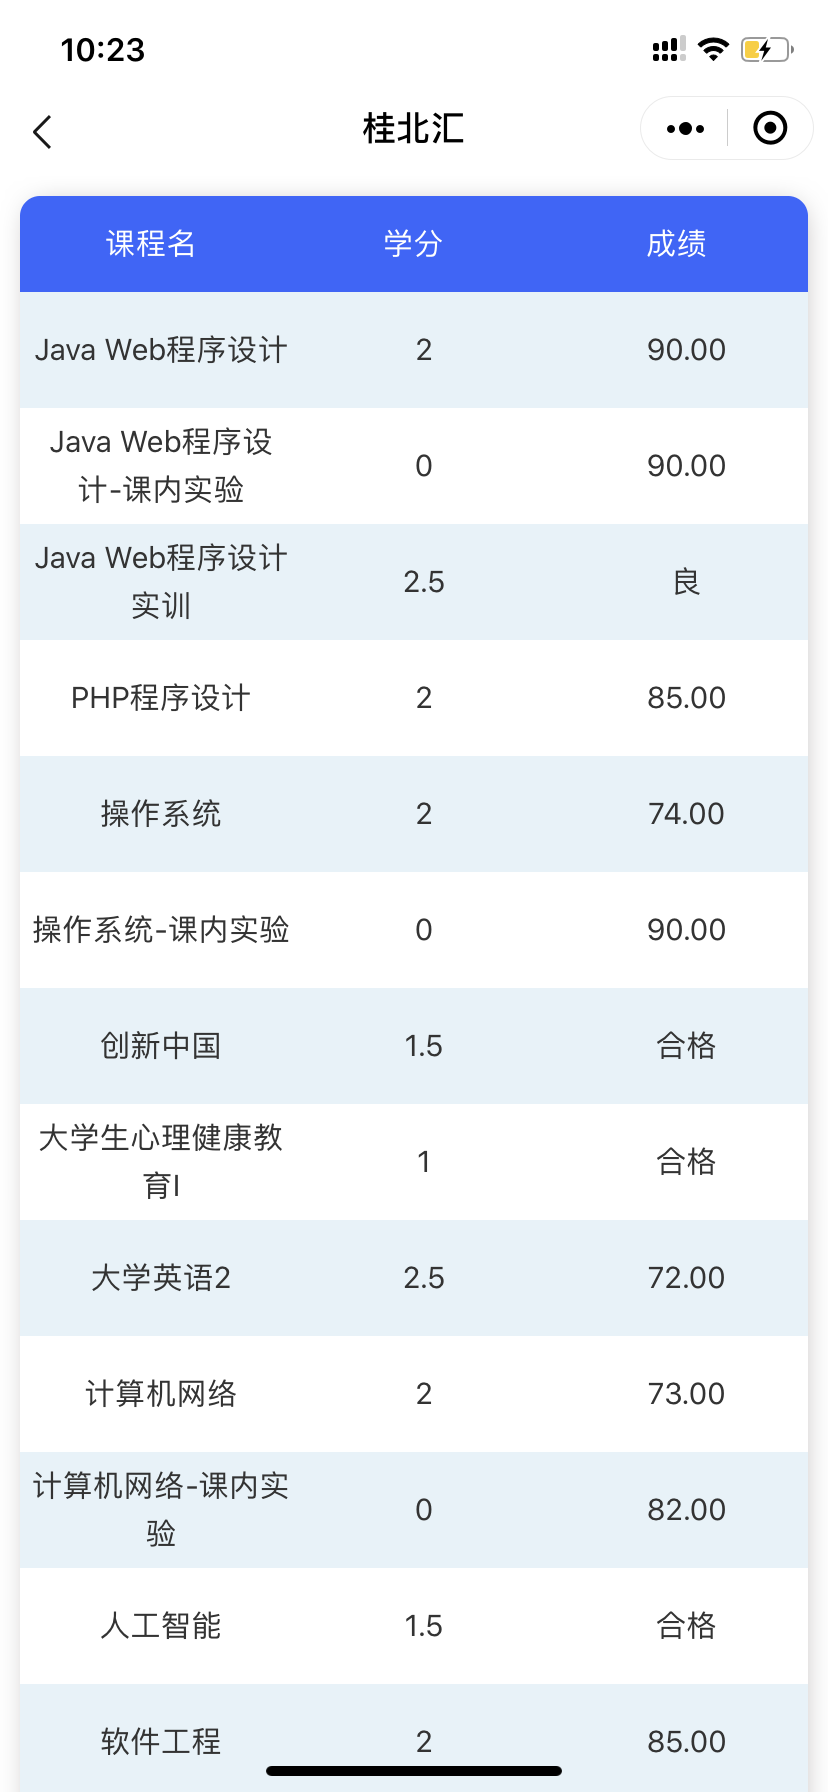 10:23
桂北汇
课程名 学分 成绩
Java Web程序设计 2 90.00
Java Web程序设
计-课内实验 0 90.00
Java Web程序设计
实训 2.5 良
PHP程序设计 2 85.00
操作系统 2 74.00
操作系统-课内实验 0 90.00
创新中国 1.5 合格
大学生心理健康教
育I 1 合格
大学英语2 2.5 72.00
计算机网络 2 73.00
计算机网络-课内实
验 0 82.00
人工智能 1.5 合格
软件工程 2 85.00